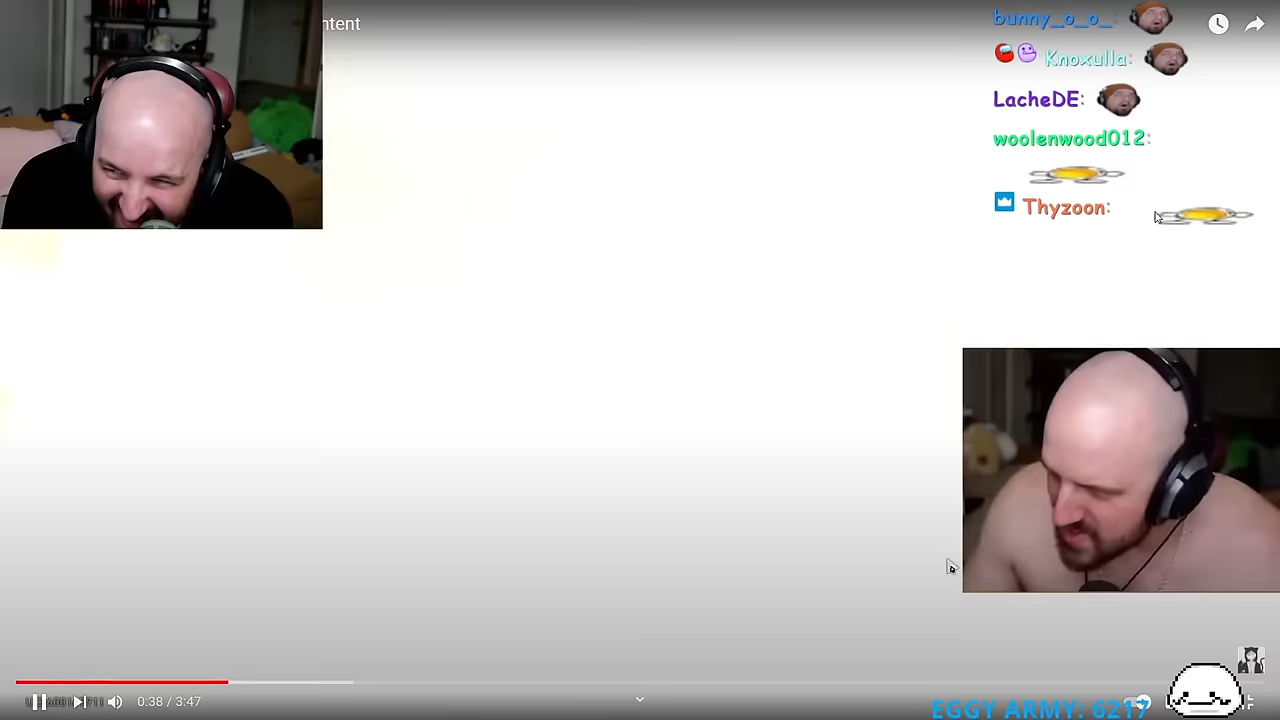 ntent
bunny_o_o_:
Knoxulla:
LacheDE:
woolenwood012:
Thyzoon:
0:38 / 3:47
EGGY ARMY: 6217